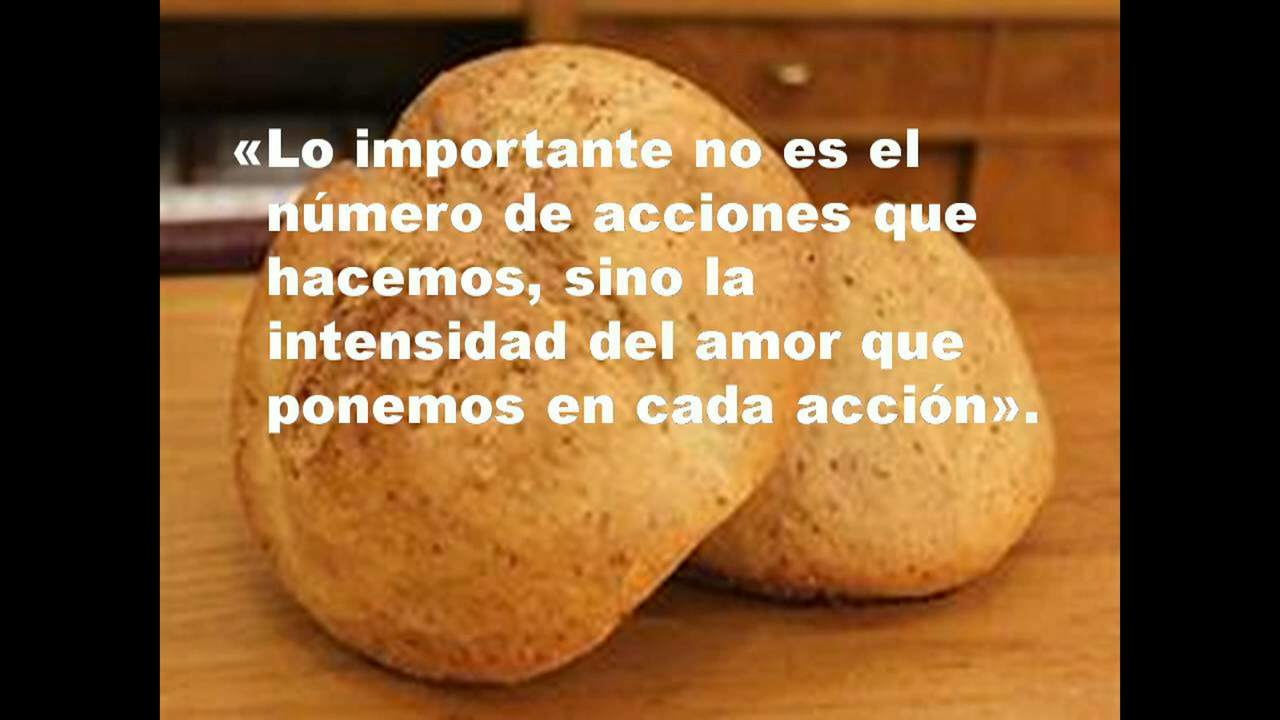 «Lo importante no es el
número de acciones que
hacemos, sino la
intensidad del amor que
ponemos en cada acción».